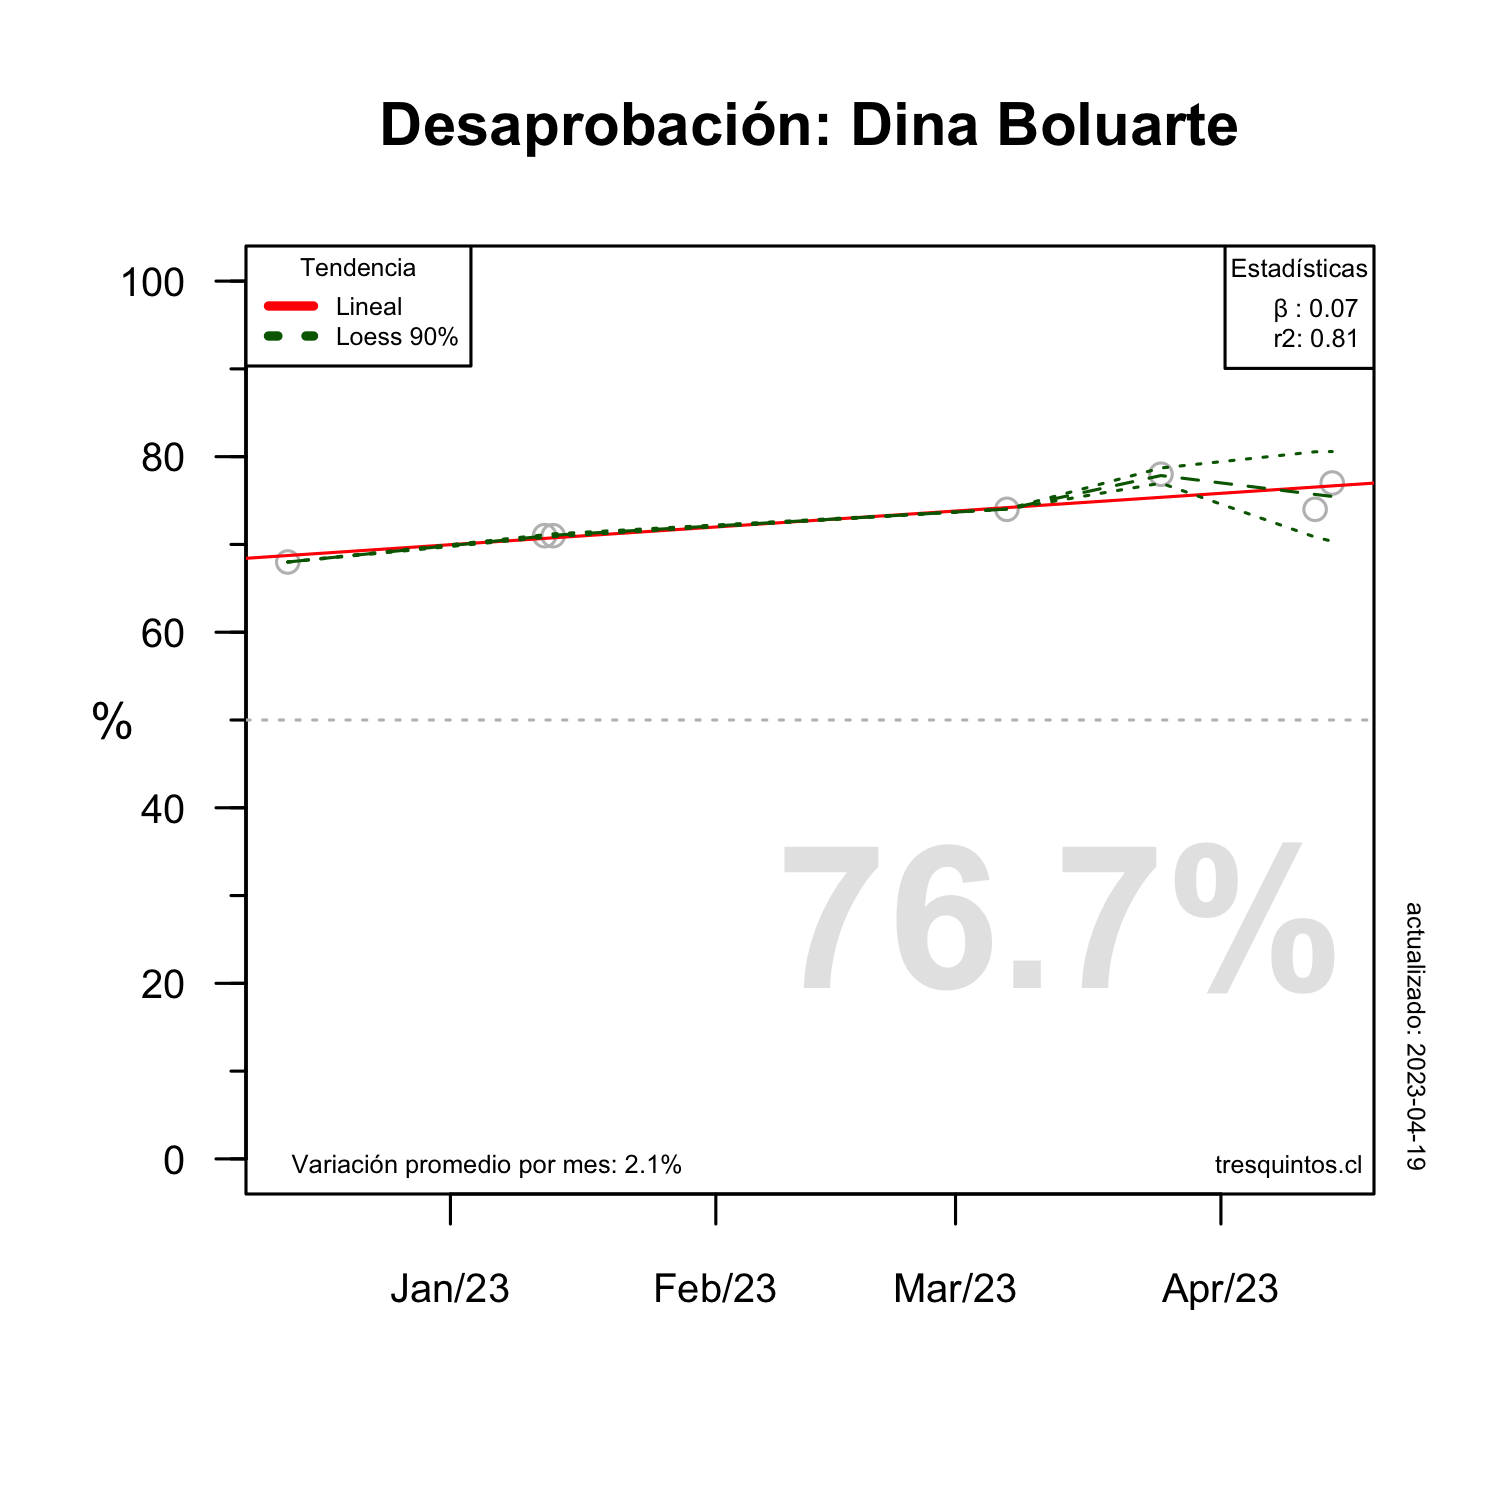 Desaprobación: Dina Boluarte
Tendencia
Lineal
Loess 90%
Estadísticas
β : 0.07
r2: 0.81
100
80
60
%
40
20
0
76.7%
Variación promedio por mes: 2.1%
tresquintos.cl
actualizado: 2023-04-19
Jan/23
Feb/23
Mar/23
Apr/23